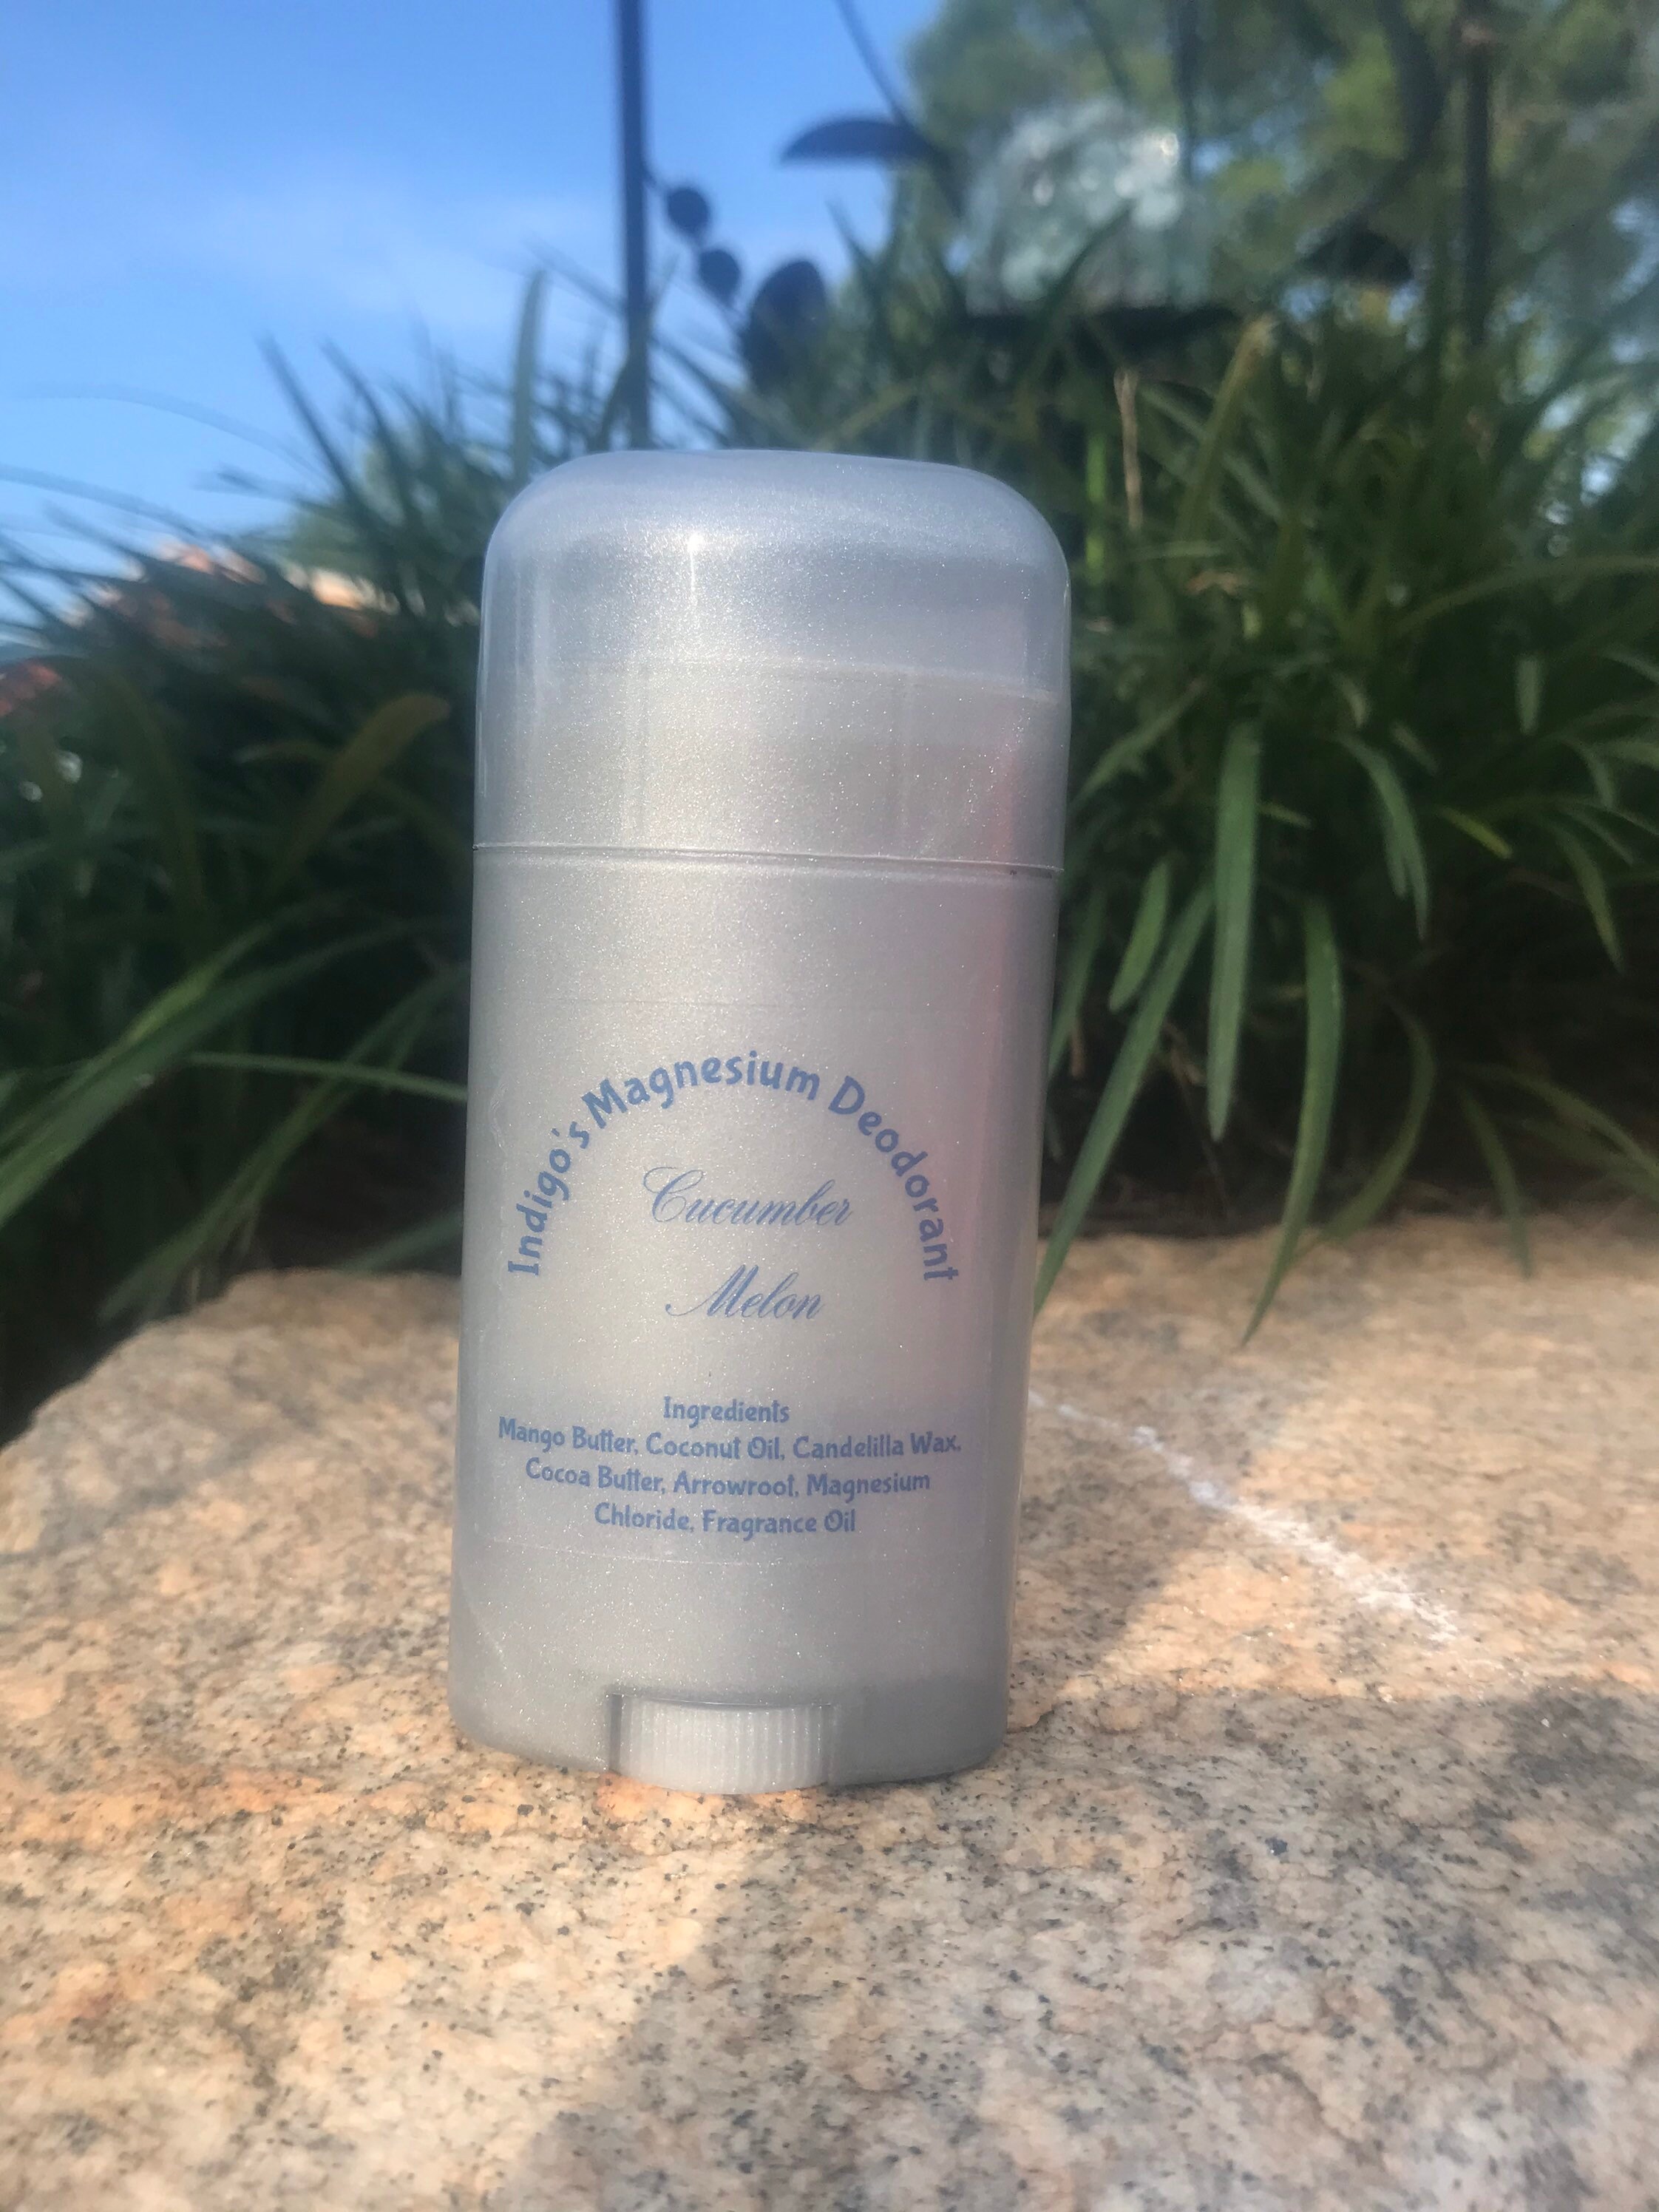 Indigo's Magnesium Deodorant
Cucumber
Melon
Ingredients
Mango Butter, Coconut Oil, Candelilla Wax,
Cocoa Butter, Arrowroot, Magnesium
Chloride, Fragrance Oil